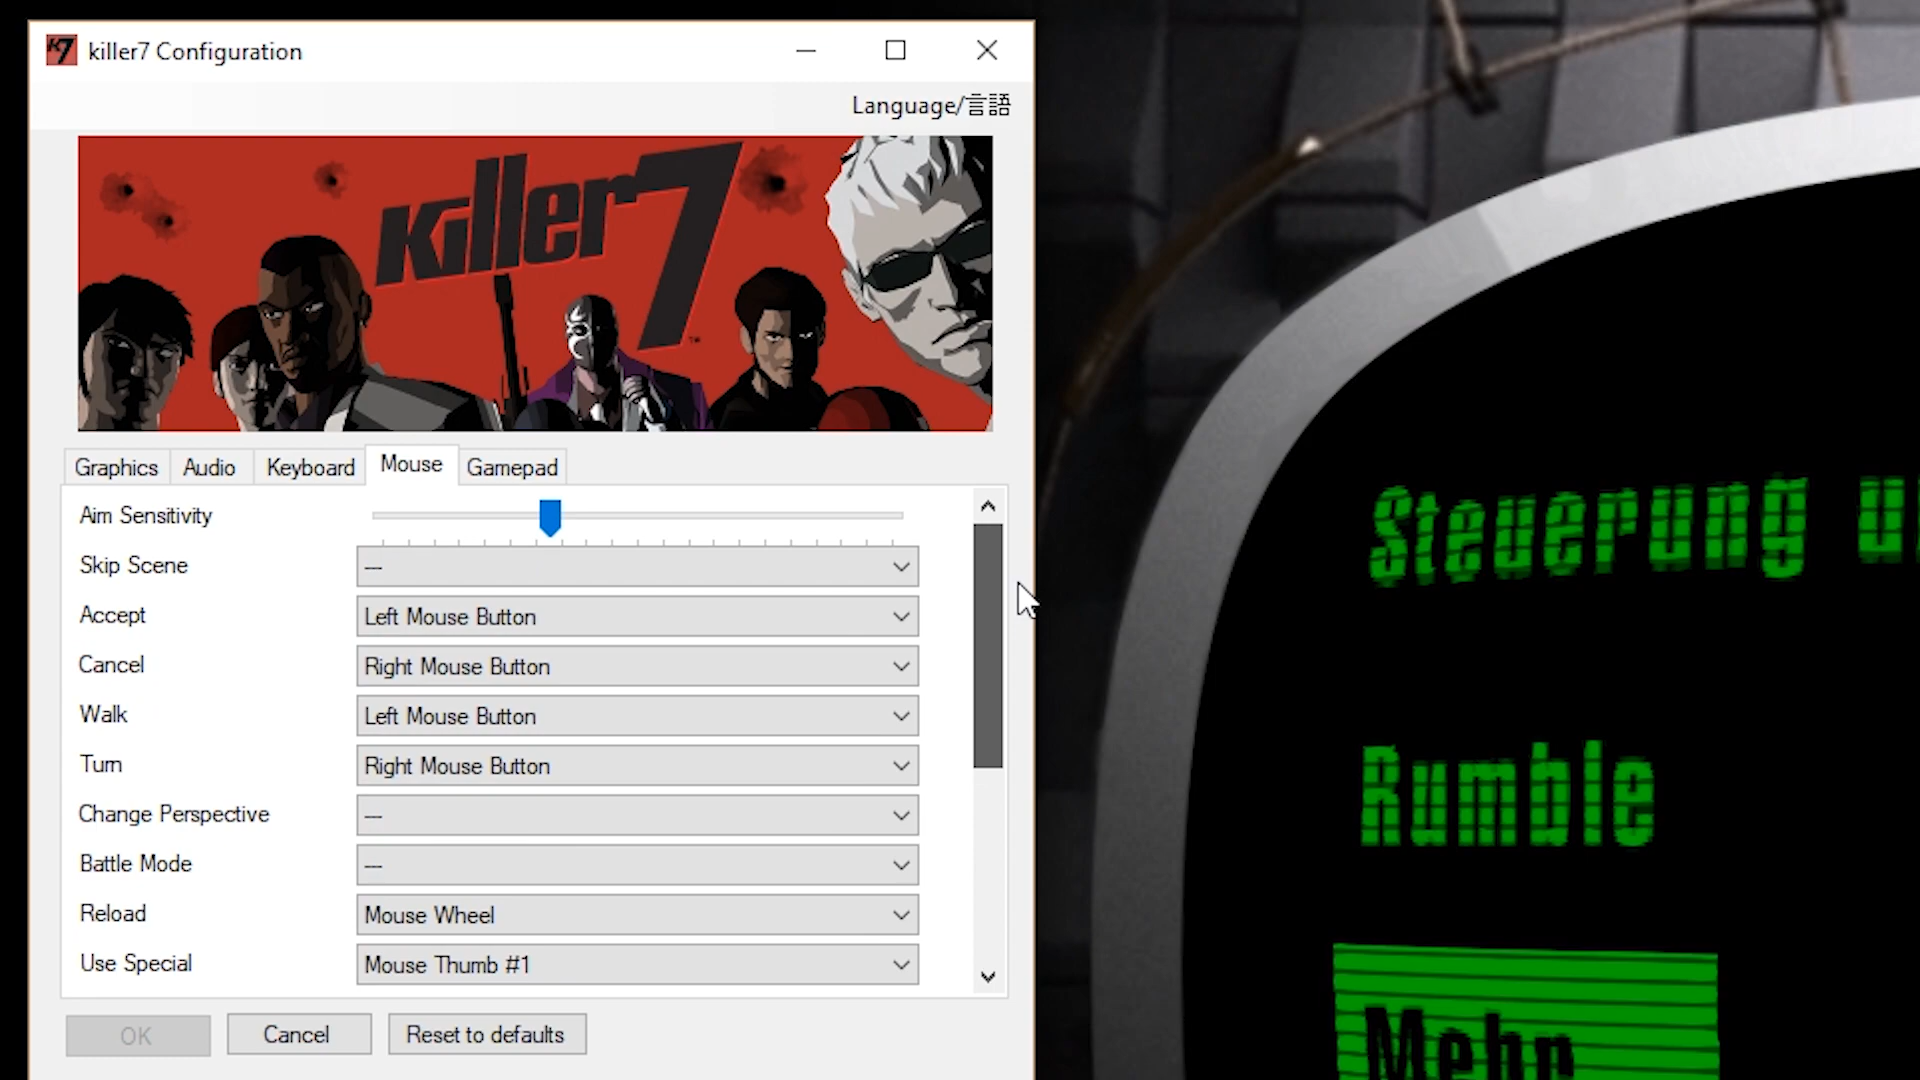 killer7 Configuration
Language/言語
killer7
Graphics Audio Keyboard Mouse Gamepad
Aim Sensitivity
Skip Scene ---
Accept Left Mouse Button
Cancel Right Mouse Button
Walk Left Mouse Button
Turn Right Mouse Button
Change Perspective ---
Battle Mode ---
Reload Mouse Wheel
Use Special Mouse Thumb #1
OK Cancel Reset to defaults
Steuerung
Rumble
Mehr